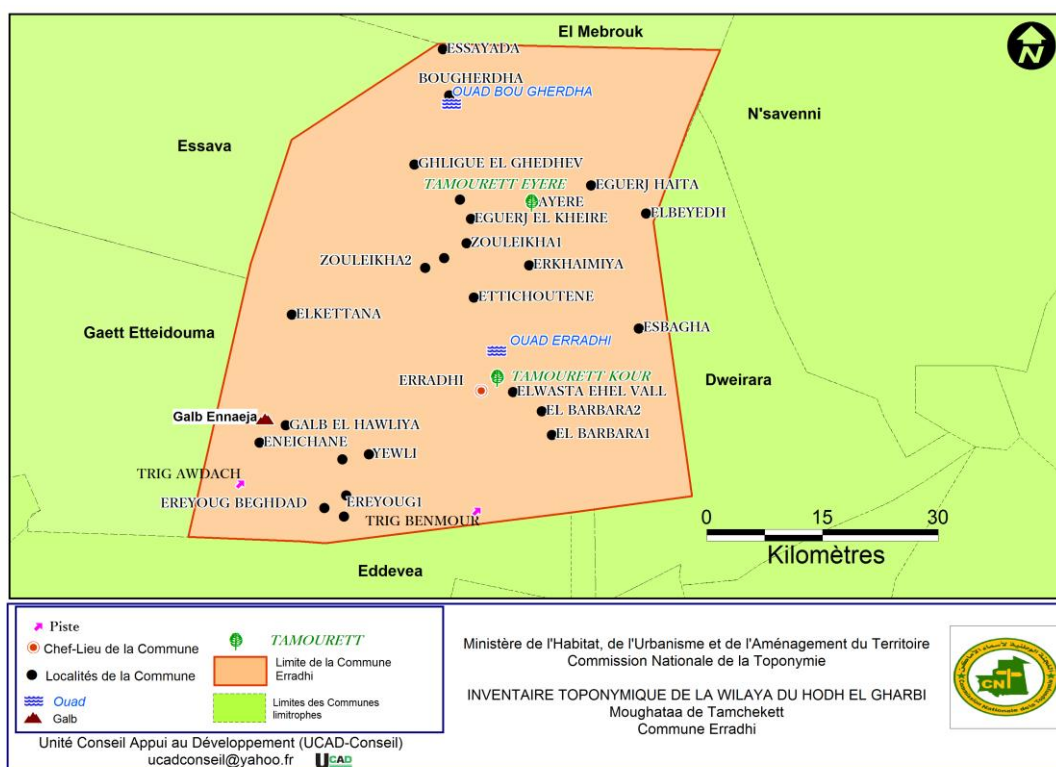 El Mebrouk
ESSAYADA
N
BOUGHERDHA
OUAD BOU GHERDHA
N'savenni
Essava
GHLIGUE EL GHEDHEV
TAMOURETT EYERE
EGUERJ HAITA
AYERE
ELBEYEDH
EGUERJ EL KHEIRE
ZOULEIKHA1
ZOULEIKHA2
ERKHAIMIYA
ETTICHOUTENE
ELKETTANA
ESBAGHA
Gaett Etteidouma
OUAD ERRADHI
TAMOURETT KOUR
Dweirara
ERRADHI
ELWASTA EHEL VALL
EL BARBARA2
Galb Ennaeja
GALB EL HAWLIYA
EL BARBARA1
ENEICHANE
YEWLI
TRIG AWDACH
EREYOUG BEGHDAD
EREYOUG1
TRIG BENMOUR
0 15 30
Kilomètres
Eddevea
Piste
Chef-Lieu de la Commune
Localités de la Commune
Ouad
Galb
TAMOURETT
Limite de la Commune
Erradhi
Limites des Communes
limitrophes
Unité Conseil Appui au Développement (UCAD-Conseil)
ucadconseil@yahoo.fr UCAD
Ministère de l'Habitat, de l'Urbanisme et de l'Aménagement du Territoire
Commission Nationale de la Toponymie
INVENTAIRE TOPONYMIQUE DE LA WILAYA DU HODH EL GHARBI
Moughataa de Tamchekett
Commune Erradhi
CNT
Commission Nationale de la Toponymie